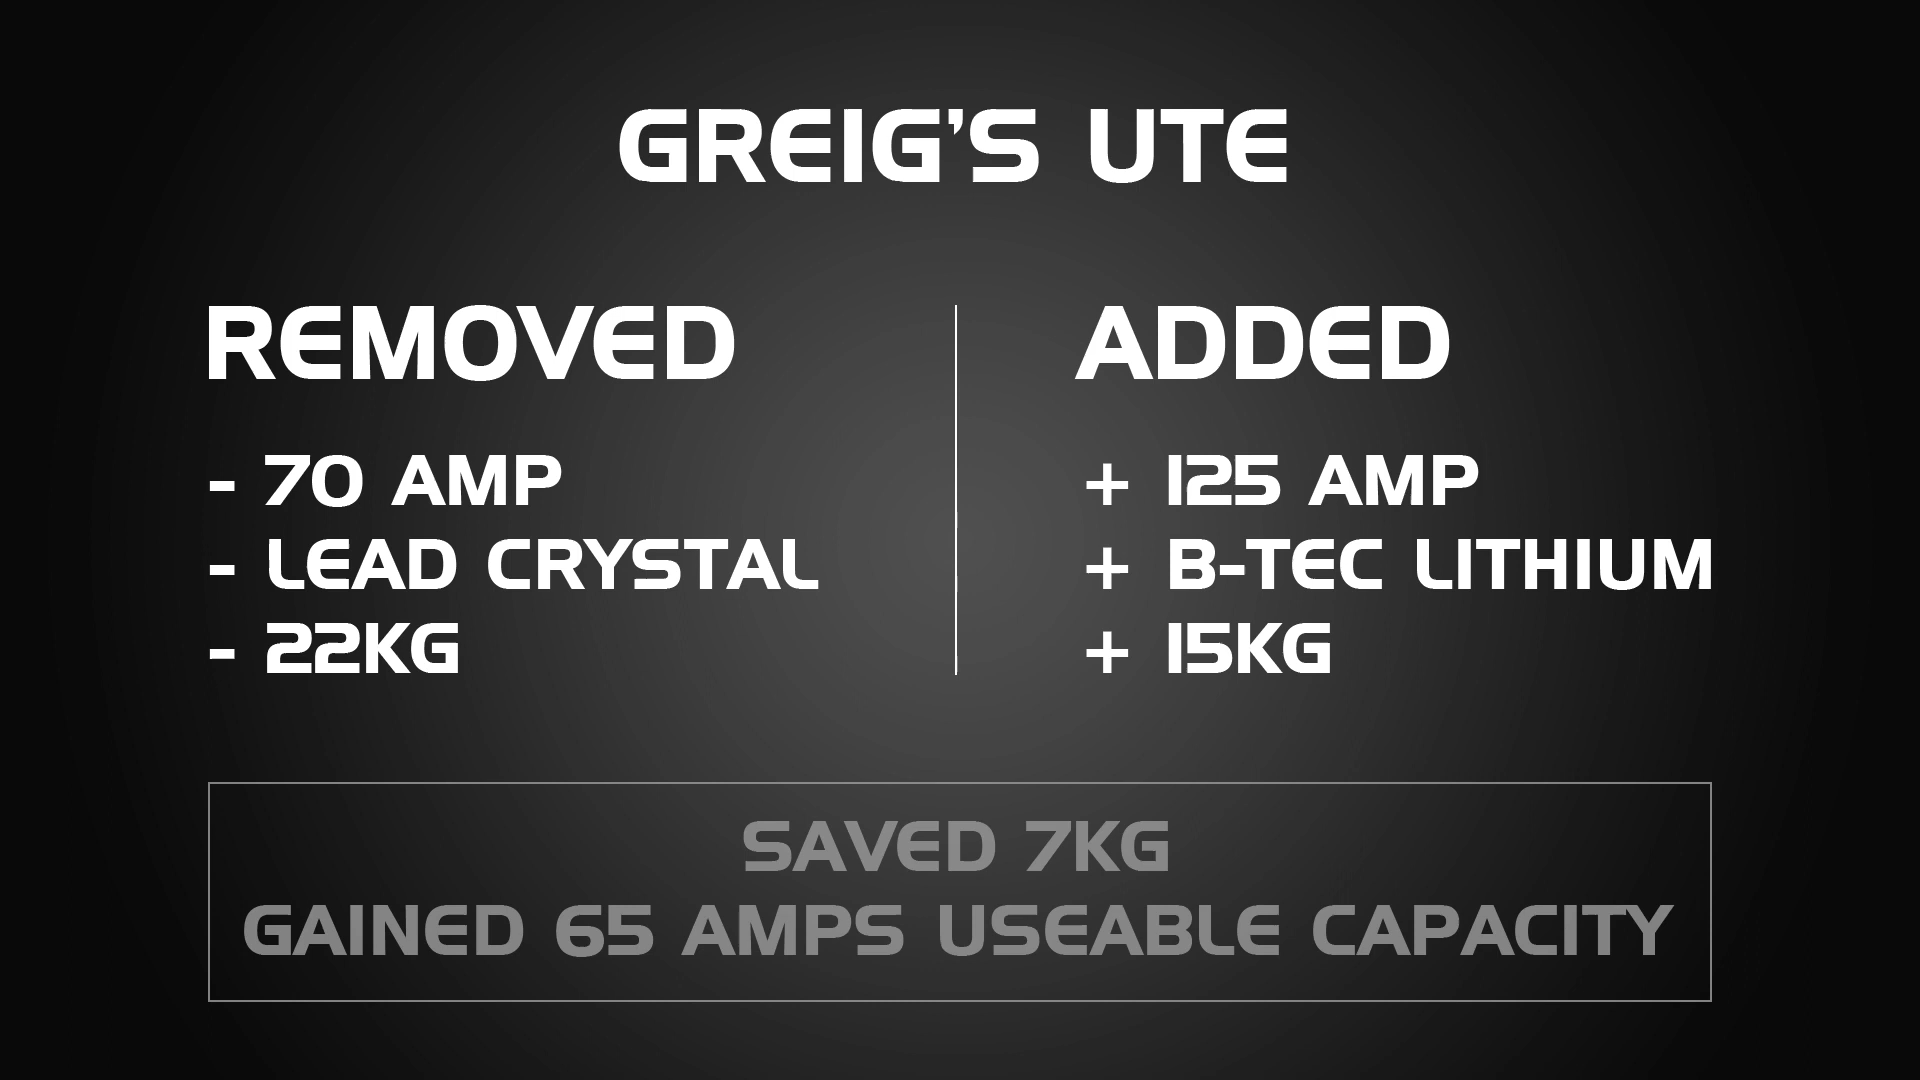 GREIG'S UTE
REMOVED
- 70 AMP
- LEAD CRYSTAL
- 22KG
ADDED
+ 125 AMP
+ B-TEC LITHIUM
+ 15KG
SAVED 7KG
GAINED 65 AMPS USEABLE CAPACITY